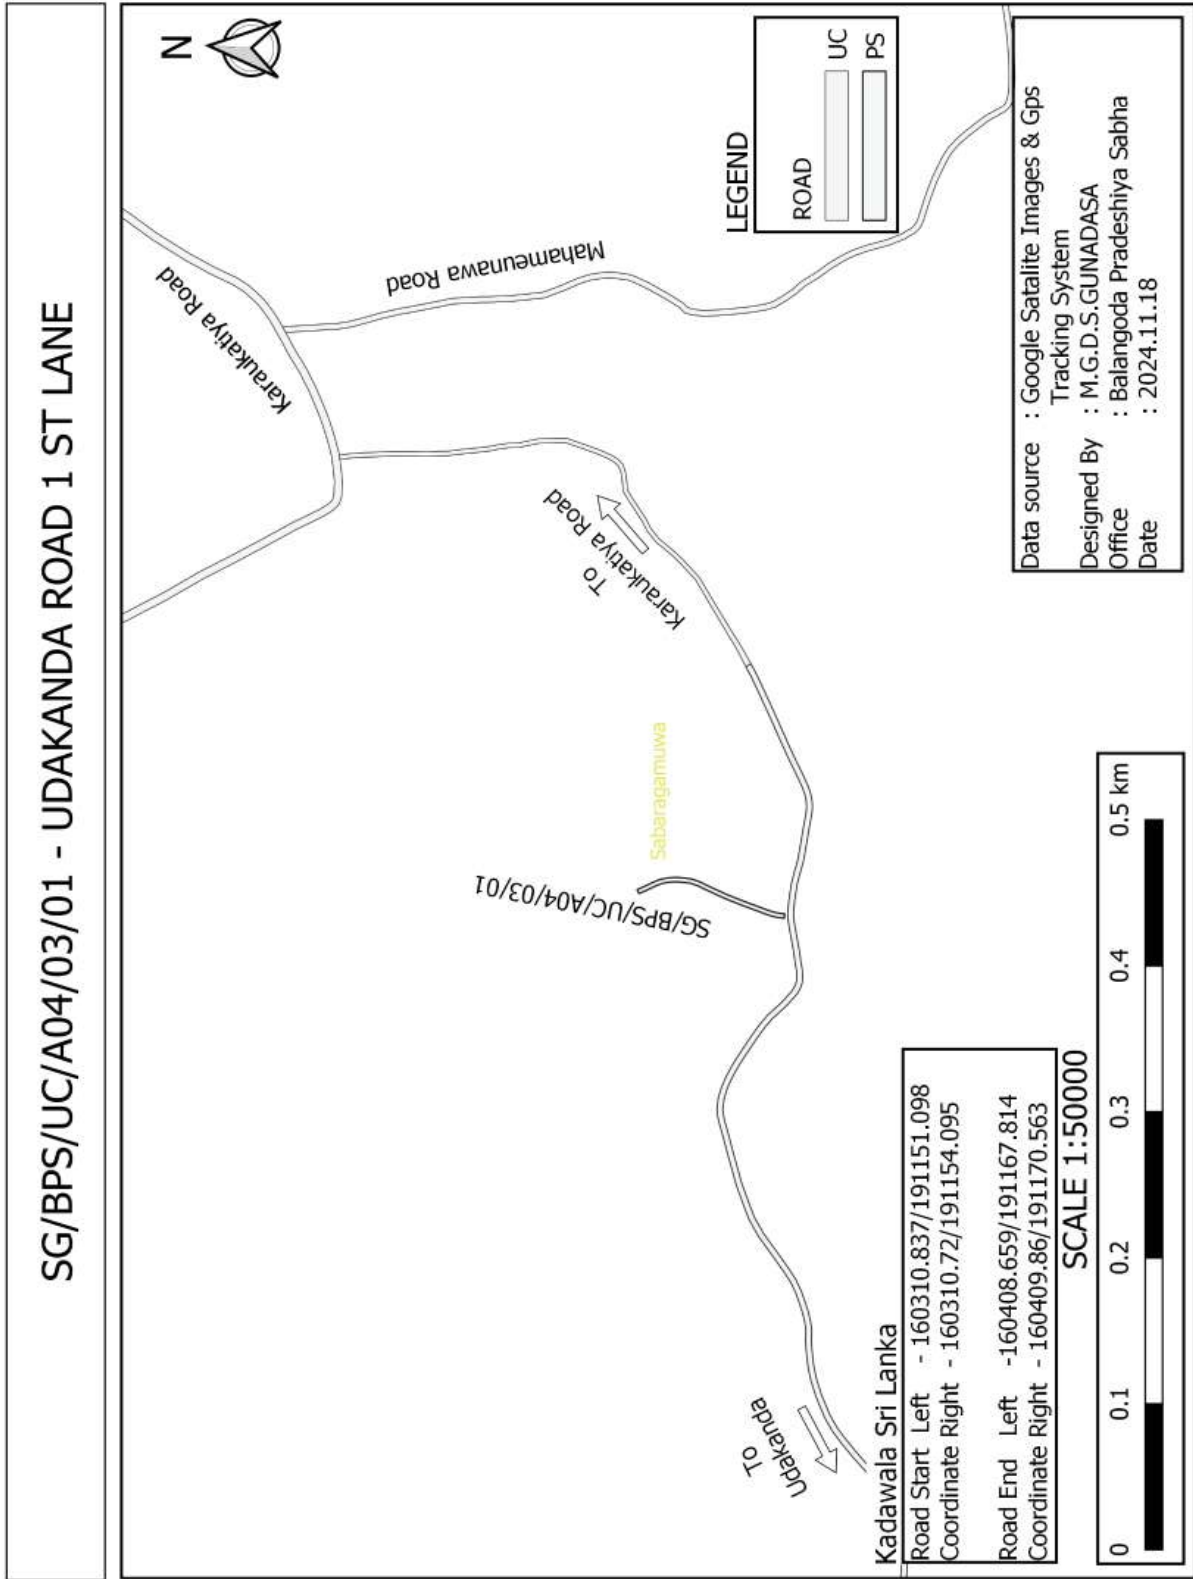 SG/BPS/UC/A04/03/01 - UDAKANDA ROAD 1 ST LANE
N
Karaukatiya Road
Mahameunawa Road
To
Karaukatiya Road
Sabaragamuwa
SG/BPS/UC/A04/03/01
To
Udakanda
LEGEND
ROAD
UC
PS
Kadawala Sri Lanka
Road Start Left - 160310.837/191151.098
Coordinate Right - 160310.72/191154.095
Road End Left -160408.659/191167.814
Coordinate Right - 160409.86/191170.563
SCALE 1:50000
0 0.1 0.2 0.3 0.4 0.5 km
Data source : Google Satalite Images & Gps
Tracking System
Designed By : M.G.D.S.GUNADASA
Office : Balangoda Pradeshiya Sabha
Date : 2024.11.18